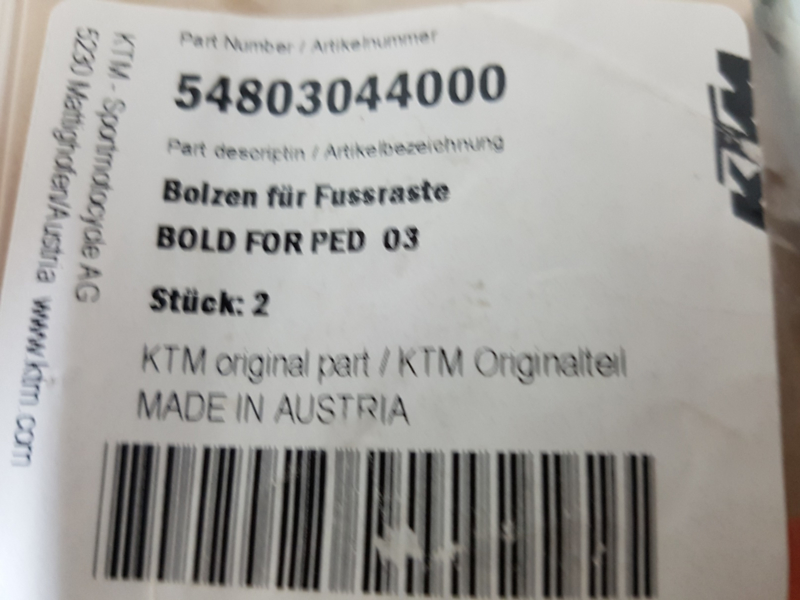 Part Number / Artikelnummer
54803044000
Part descriptin / Artikelbezeichnung
Bolzen für Fussraste
BOLD FOR PED 03
Stück: 2
KTM original part / KTM Originalteil
MADE IN AUSTRIA
KTM - Sportmotocycle AG
5230 Mattighofen/Austria www.ktm.com
KTM